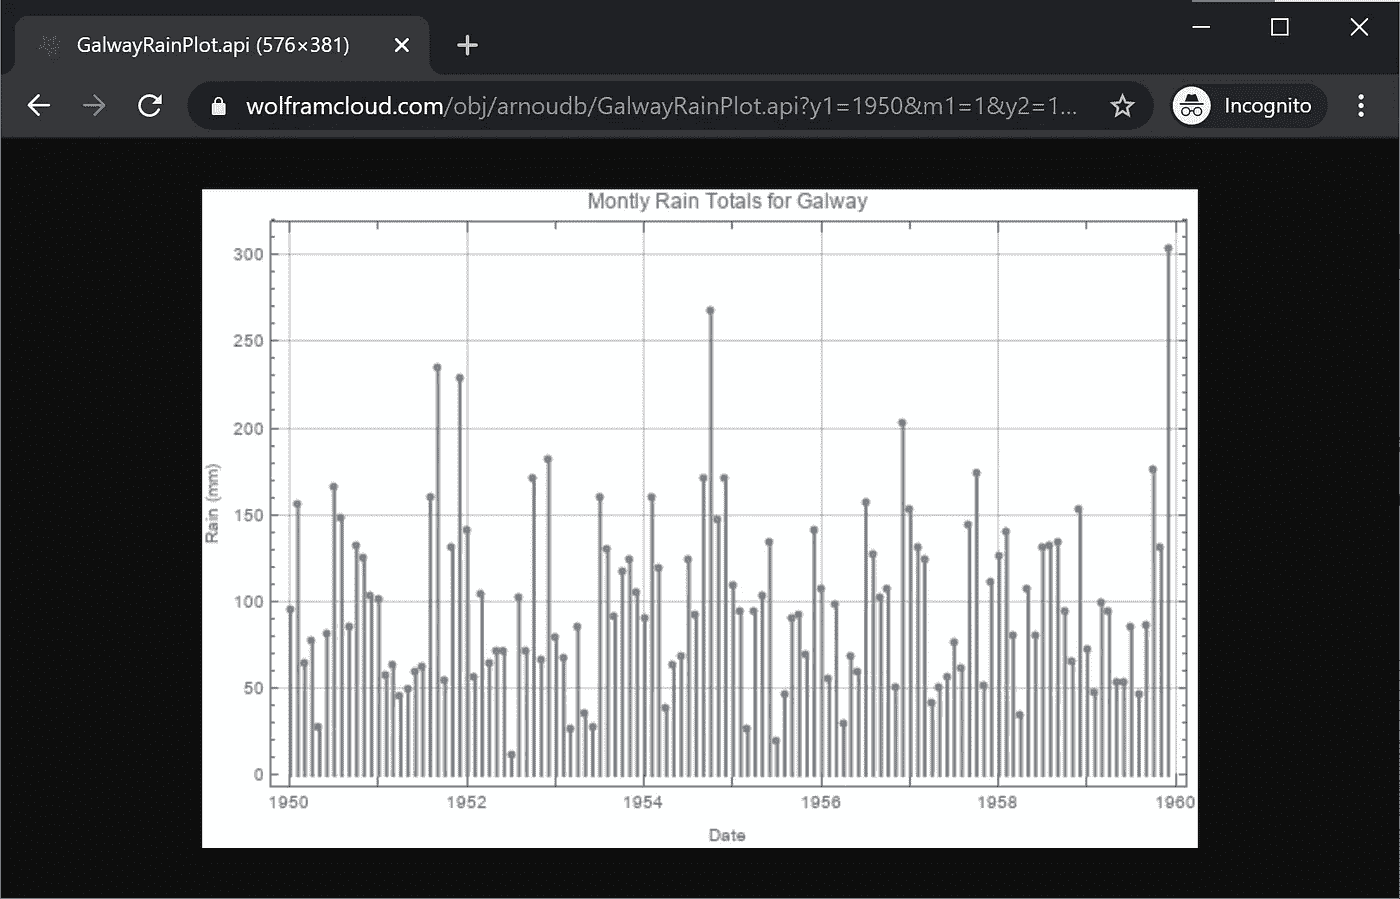 GalwayRainPlot.api (576×381)
wolframcloud.com/obj/arnoudb/GalwayRainPlot.api?y1=1950&m1=1&y2=1...
Incognito
Montly Rain Totals for Galway
300
250
200
150
100
50
0
Rain (mm)
1950 1952 1954 1956 1958 1960
Date